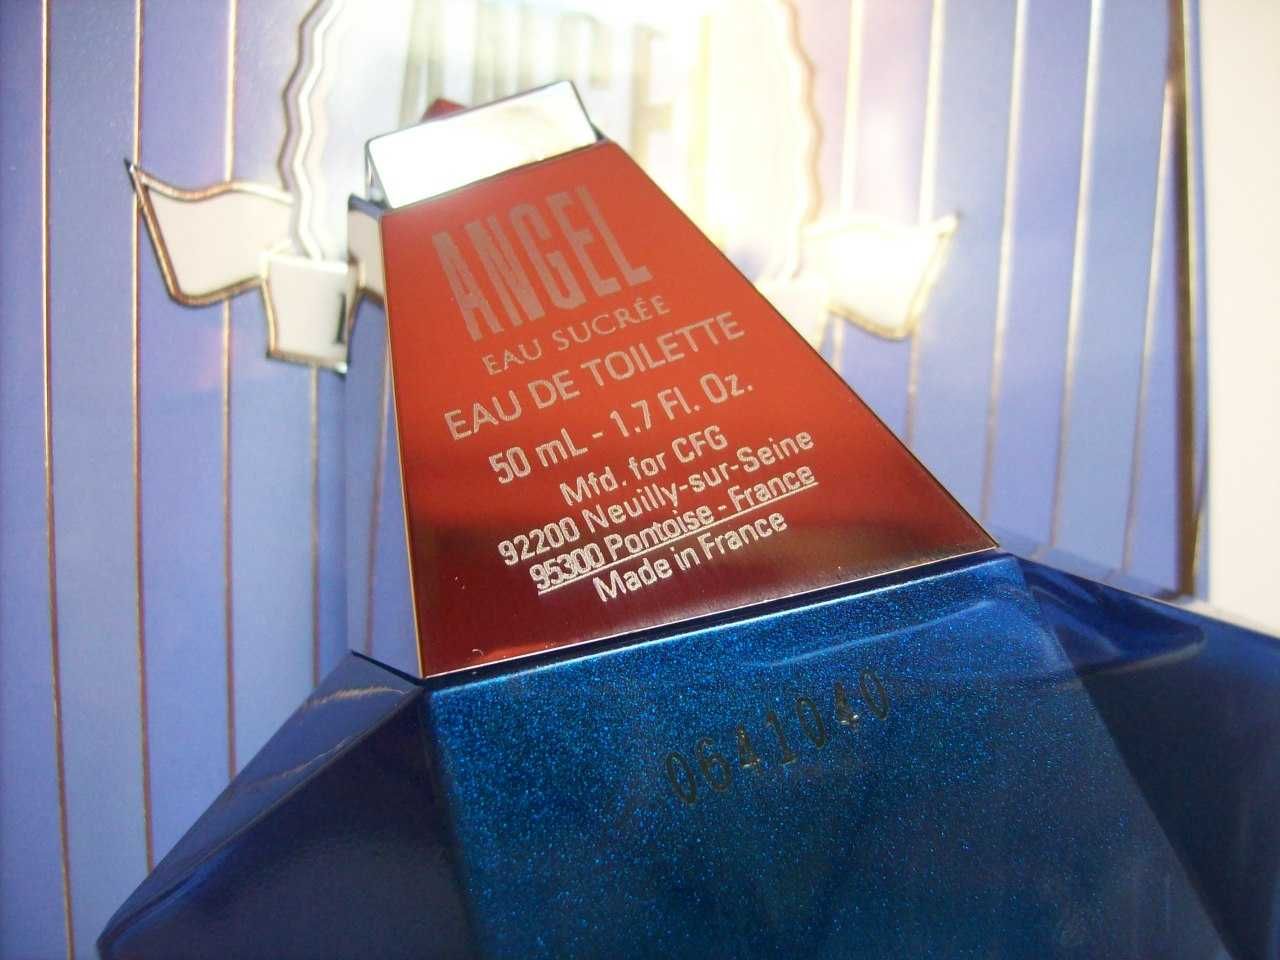 ANGEL
ANGEL
EAU SUCRÉE
EAU DE TOILETTE
50 mL - 1.7 Fl. Oz.
Mfd. for CFG
92200 Neuilly-sur-Seine
95300 Pontoise - France
Made in France
0641040